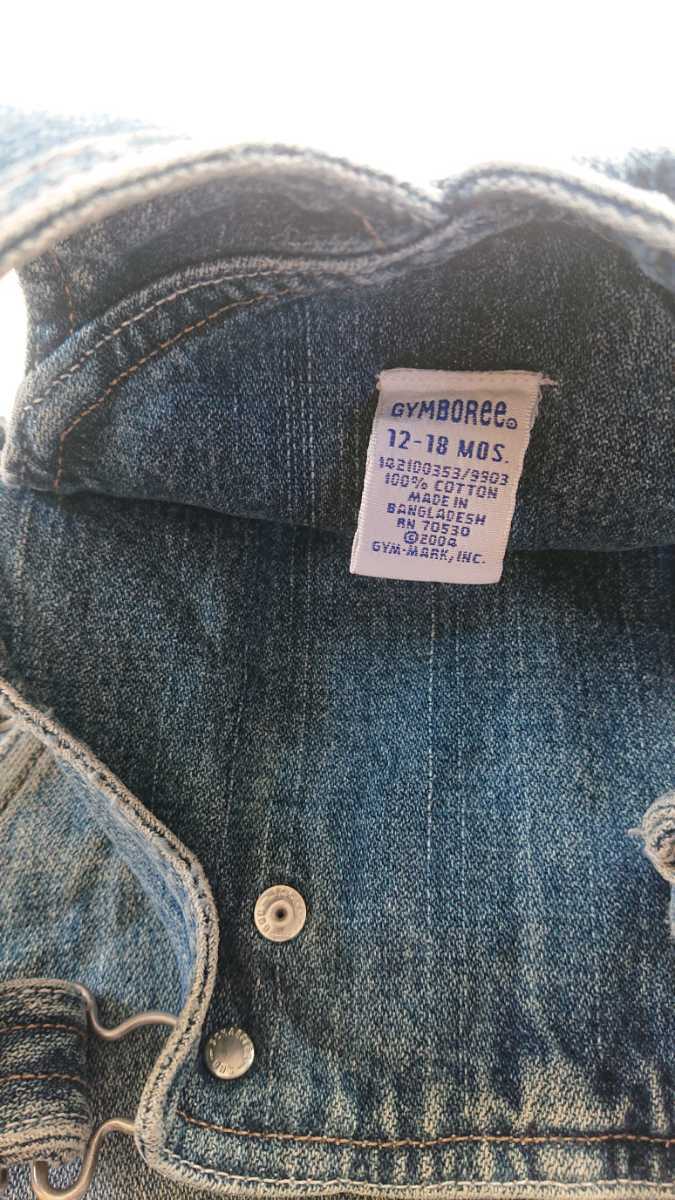 GYMBOREE®
12-18 MOS.
142100353/9903
100% COTTON
MADE IN
BANGLADESH
RN 70530
©2004
GYM-MARK, INC.